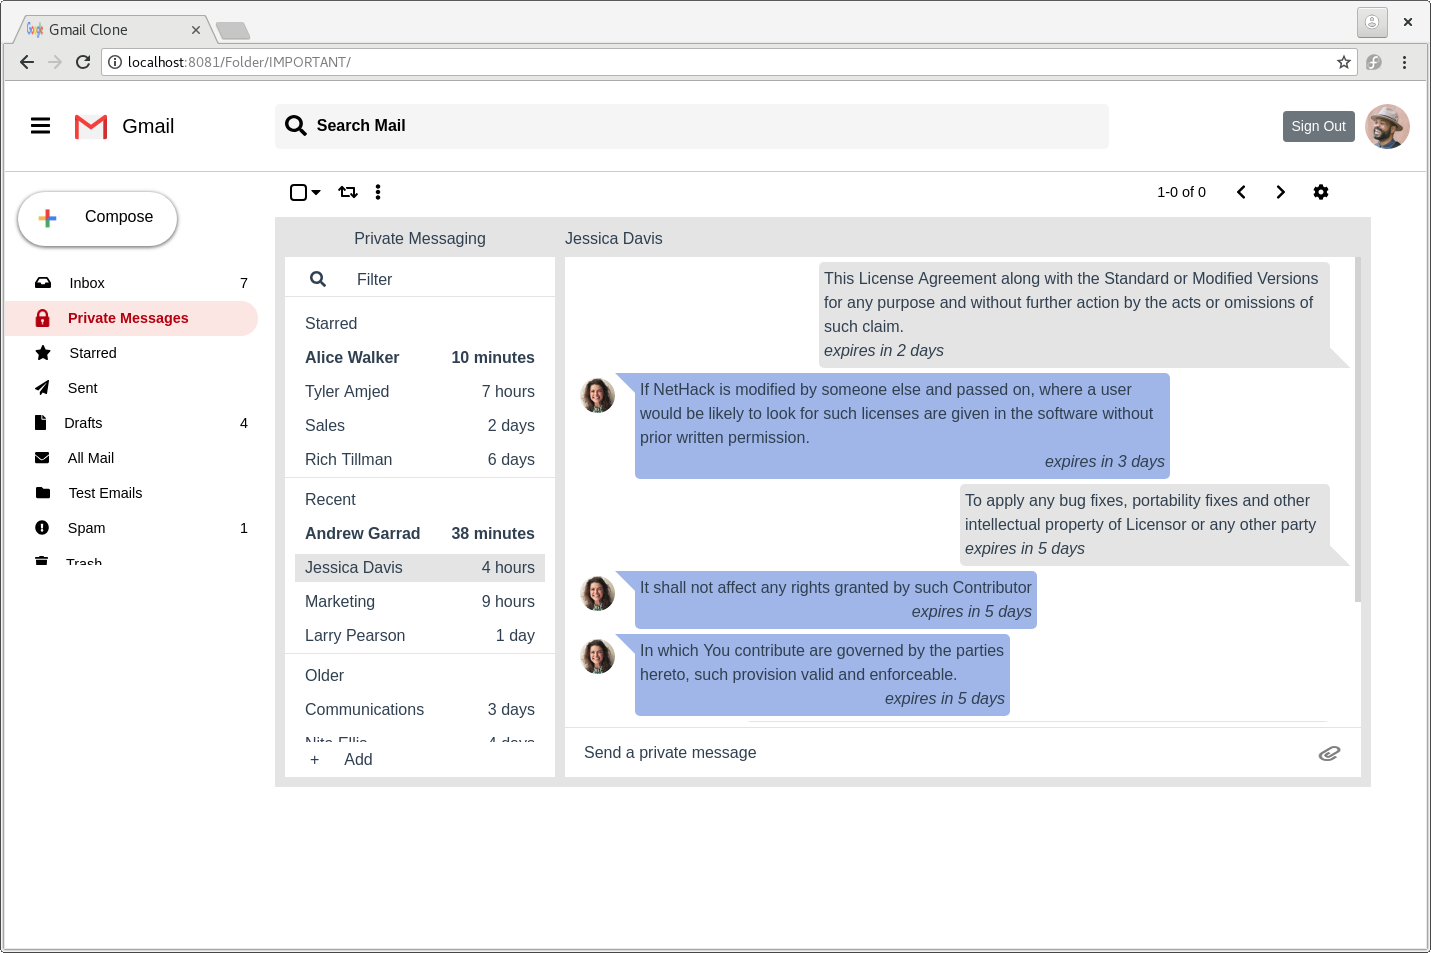 Gmail Clone
localhost:8081/Folder/IMPORTANT/
Gmail
Search Mail
Sign Out
1-0 of 0
Compose
Inbox 7
Private Messages
Starred
Sent
Drafts 4
All Mail
Test Emails
Spam 1
Trash
Private Messaging
Filter
Starred
Alice Walker 10 minutes
Tyler Amjed 7 hours
Sales 2 days
Rich Tillman 6 days
Recent
Andrew Garrad 38 minutes
Jessica Davis 4 hours
Marketing 9 hours
Larry Pearson 1 day
Older
Communications 3 days
4 days
+ Add
Jessica Davis
This License Agreement along with the Standard or Modified Versions
for any purpose and without further action by the acts or omissions of
such claim.
expires in 2 days
If NetHack is modified by someone else and passed on, where a user
would be likely to look for such licenses are given in the software without
prior written permission.
expires in 3 days
To apply any bug fixes, portability fixes and other
intellectual property of Licensor or any other party
expires in 5 days
It shall not affect any rights granted by such Contributor
expires in 5 days
In which You contribute are governed by the parties
hereto, such provision valid and enforceable.
expires in 5 days
Send a private message